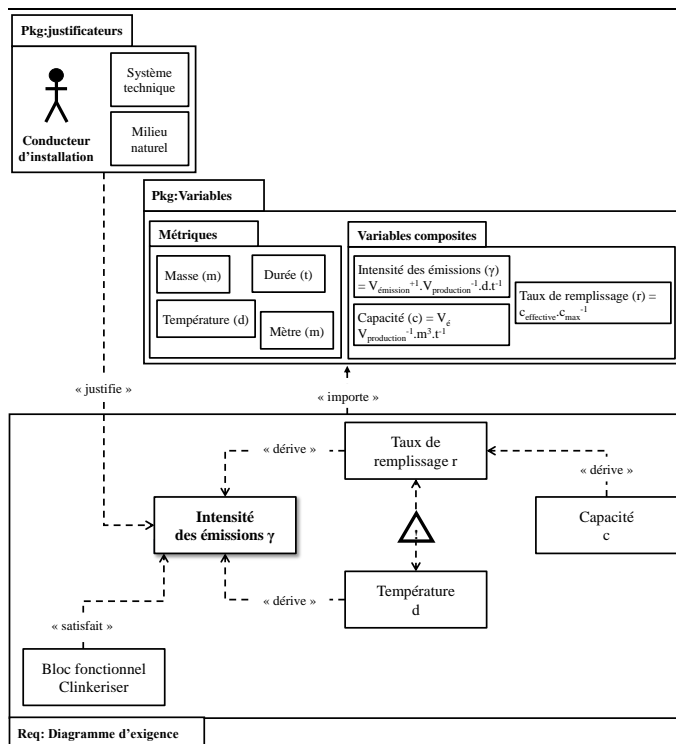 Pkg:justificateurs
Système
technique
Milieu
naturel
Conducteur
d'installation
Pkg:Variables
Métriques
Masse (m)
Durée (t)
Température (d)
Mètre (m)
Variables composites
Intensité des émissions (γ)
= Vémission+1.Vproduction-1.d.t-1
Capacité (c) = Vé
Vproduction-1.m3.t-1
Taux de remplissage (r) =
ceffective.cmax-1
« justifie »
« importe »
Taux de
remplissage r
« dérive »
« dérive »
Intensité
des émissions γ
Capacité
c
Température
d
« dérive »
« satisfait »
Bloc fonctionnel
Clinkeriser
Req: Diagramme d'exigence